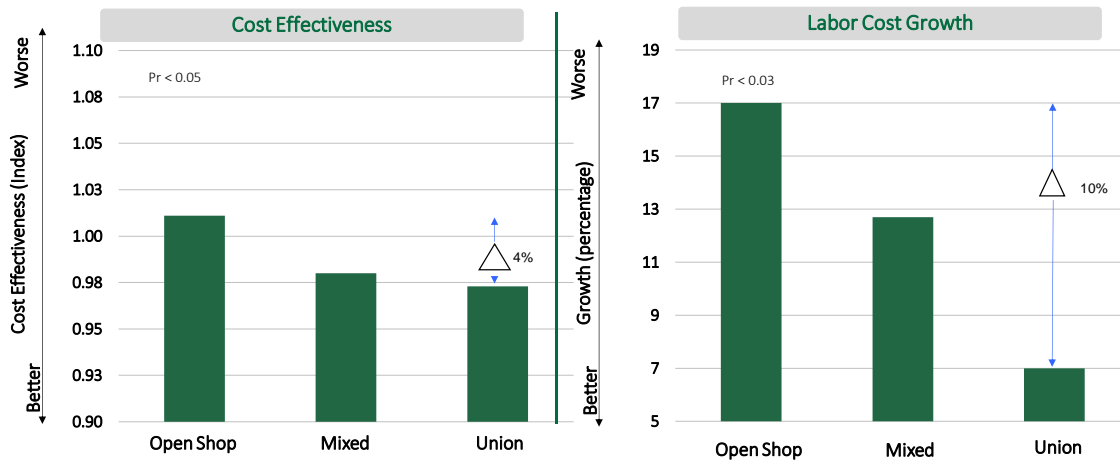 Cost Effectiveness
Worse
Cost Effectiveness (Index)
Better
1.10
1.08
1.05
1.03
1.00
0.98
0.95
0.93
0.90
Pr < 0.05
4%
Open Shop
Mixed
Union
Labor Cost Growth
Worse
Growth (percentage)
Better
19
17
15
13
11
9
7
5
Pr < 0.03
10%
Open Shop
Mixed
Union